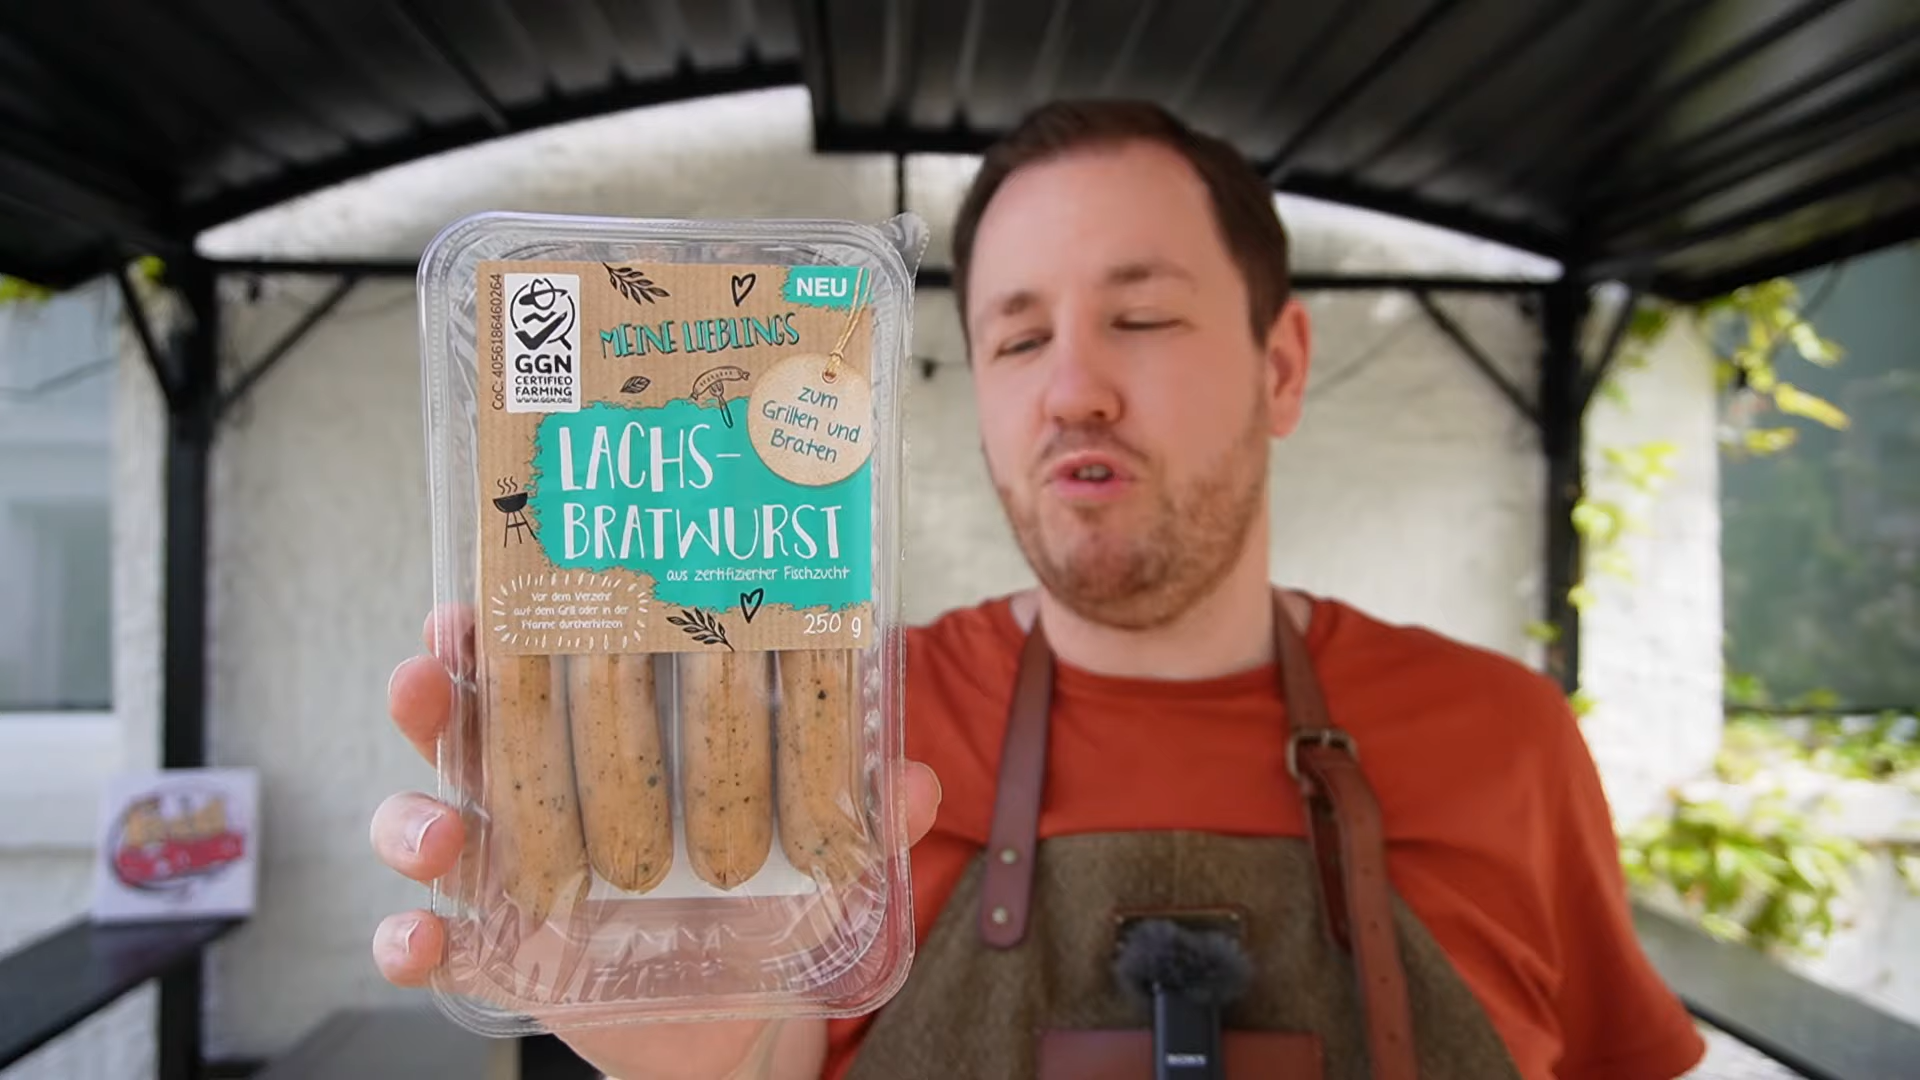 CoC: 4056186460264
GGN
CERTIFIED
FARMING
WWW.GGN.ORG
NEU
MEINE LIEBLINGS
zum
Grillen und
Braten
LACHS-
BRATWURST
aus zertifizierter Fischzucht
Vor dem Verzehr
auf dem Grill oder in der
Pfanne durcherhitzen
250 g
SONY